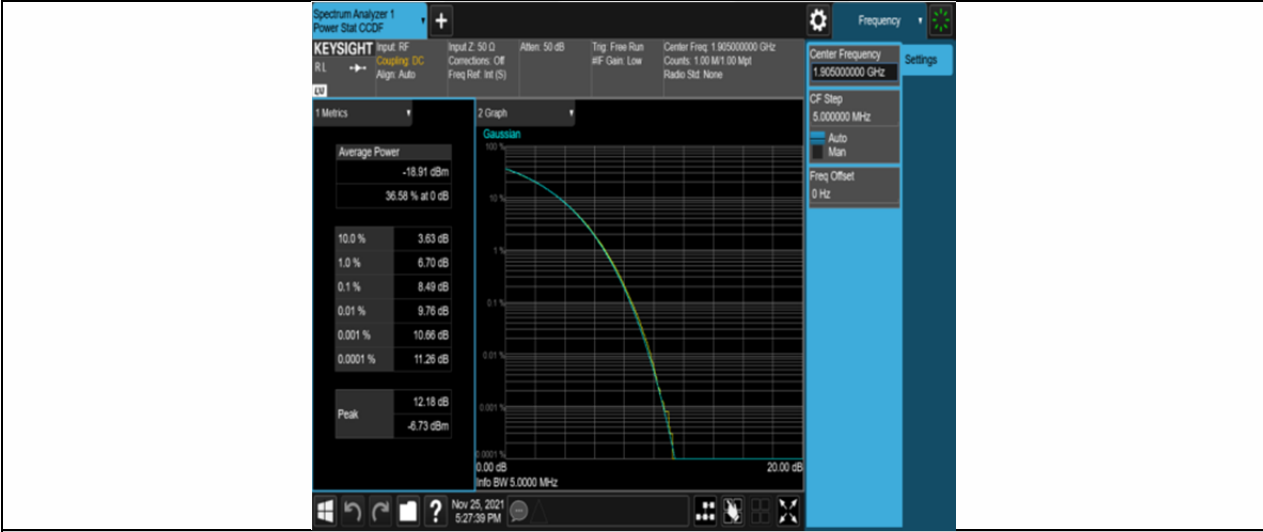 Spectrum Analyzer 1
Power Stat CCDF
+
Frequency
KEYSIGHT
RL
LV
Input: RF
Coupling: DC
Align: Auto
Input Z: 50 Ω
Corrections: Off
Freq Ref: Int (S)
Atten: 50 dB
Trig: Free Run
#IF Gain: Low
Center Freq: 1.905000000 GHz
Counts: 1.00 M/1.00 Mpt
Radio Std: None
Center Frequency
1.905000000 GHz
Settings
CF Step
5.000000 MHz
Auto
Man
Freq Offset
0 Hz
1 Metrics
Average Power
-18.91 dBm
36.58 % at 0 dB
10.0 % 3.63 dB
1.0 % 6.70 dB
0.1 % 8.49 dB
0.01 % 9.76 dB
0.001 % 10.66 dB
0.0001 % 11.26 dB
Peak 12.18 dB
-6.73 dBm
2 Graph
Gaussian
100 %
10 %
1 %
0.1 %
0.01 %
0.001 %
0.0001 %
0.00 dB 20.00 dB
Info BW 5.0000 MHz
?
Nov 25, 2021
5:27:39 PM